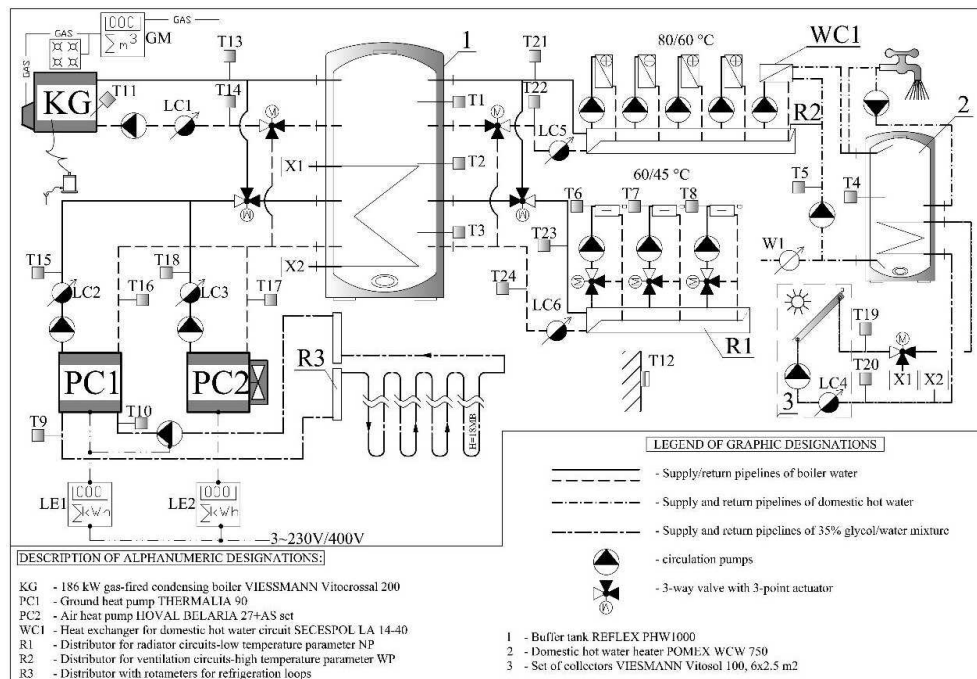 GAS
GAS
GAS
GM
Σm³
T13
1
T21
80/60 °C
WC1
KG
T11
T14
LC1
M
T1
M
T22
R2
2
LC5
X1
T2
60/45 °C
T5
T4
M
M
T6
T7
T8
T15
T18
T3
T23
LC2
T16
LC3
T17
X2
T24
M
M
M
W1
LC6
R1
T19
M
PC1
PC2
R3
T12
T20
X1
X2
LC4
3
T9
T10
H=18MB
LE1
LE2
ΣkWh
3~230V/400V
LEGEND OF GRAPHIC DESIGNATIONS
- Supply/return pipelines of boiler water
- Supply and return pipelines of domestic hot water
- Supply and return pipelines of 35% glycol/water mixture
- circulation pumps
- 3-way valve with 3-point actuator
M
DESCRIPTION OF ALPHANUMERIC DESIGNATIONS:
KG - 186 kW gas-fired condensing boiler VIESSMANN Vitocrossal 200
PC1 - Ground heat pump THERMALIA 90
PC2 - Air heat pump HOVAL BELARIA 27+AS set
WC1 - Heat exchanger for domestic hot water circuit SECESPOL LA 14-40
R1 - Distributor for radiator circuits-low temperature parameter NP
R2 - Distributor for ventilation circuits-high temperature parameter WP
R3 - Distributor with rotameters for refrigeration loops
1 - Buffer tank REFLEX PHW1000
2 - Domestic hot water heater POMEX WCW 750
3 - Set of collectors VIESMANN Vitosol 100, 6x2.5 m2